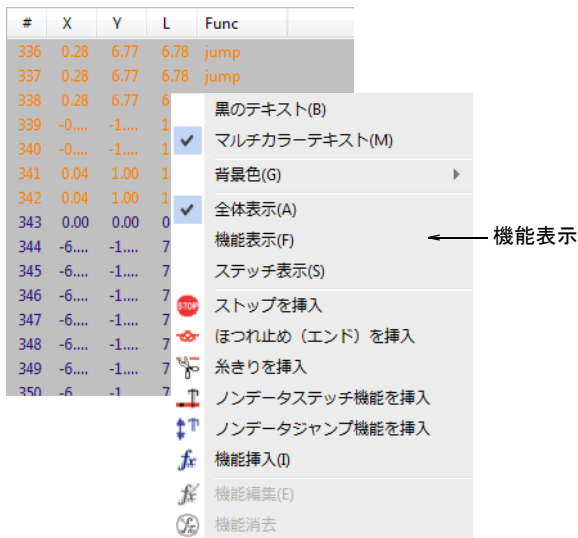 # X Y L Func
336 0.28 6.77 6.78 jump
337 0.28 6.77 6.78 jump
338 0.28 6.77 6
339 -0.... -1.... 1
340 -0.... -1.... 1
341 0.04 1.00 1
342 0.04 1.00 1
343 0.00 0.00 0
344 -6.... -1.... 7
345 -6.... -1.... 7
346 -6.... -1.... 7
347 -6.... -1.... 7
348 -6.... -1.... 7
349 -6.... -1.... 7
350 -6 -1 7
黒のテキスト(B)
マルチカラーテキスト(M)
背景色(G)
全体表示(A)
機能表示(F)
機能表示
ステッチ表示(S)
STOP ストップを挿入
ほつれ止め（エンド）を挿入
糸きりを挿入
ノンデータステッチ機能を挿入
ノンデータジャンプ機能を挿入
fx 機能挿入(I)
fx 機能編集(E)
fx 機能消去